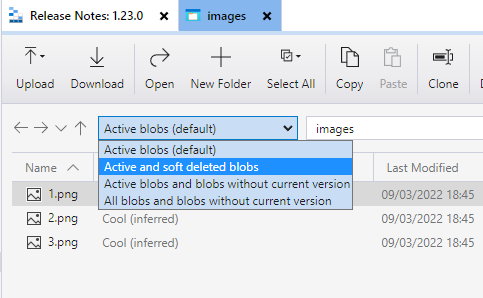 Release Notes: 1.23.0 X images X
Upload Download Open New Folder Select All Copy Paste Clone
Active blobs (default) images
Active blobs (default)
Name Active and soft deleted blobs Last Modified
Active blobs and blobs without current version
1.png 09/03/2022 18:45
All blobs and blobs without current version
2.png Cool (inferred) 09/03/2022 18:45
3.png Cool (inferred) 09/03/2022 18:45